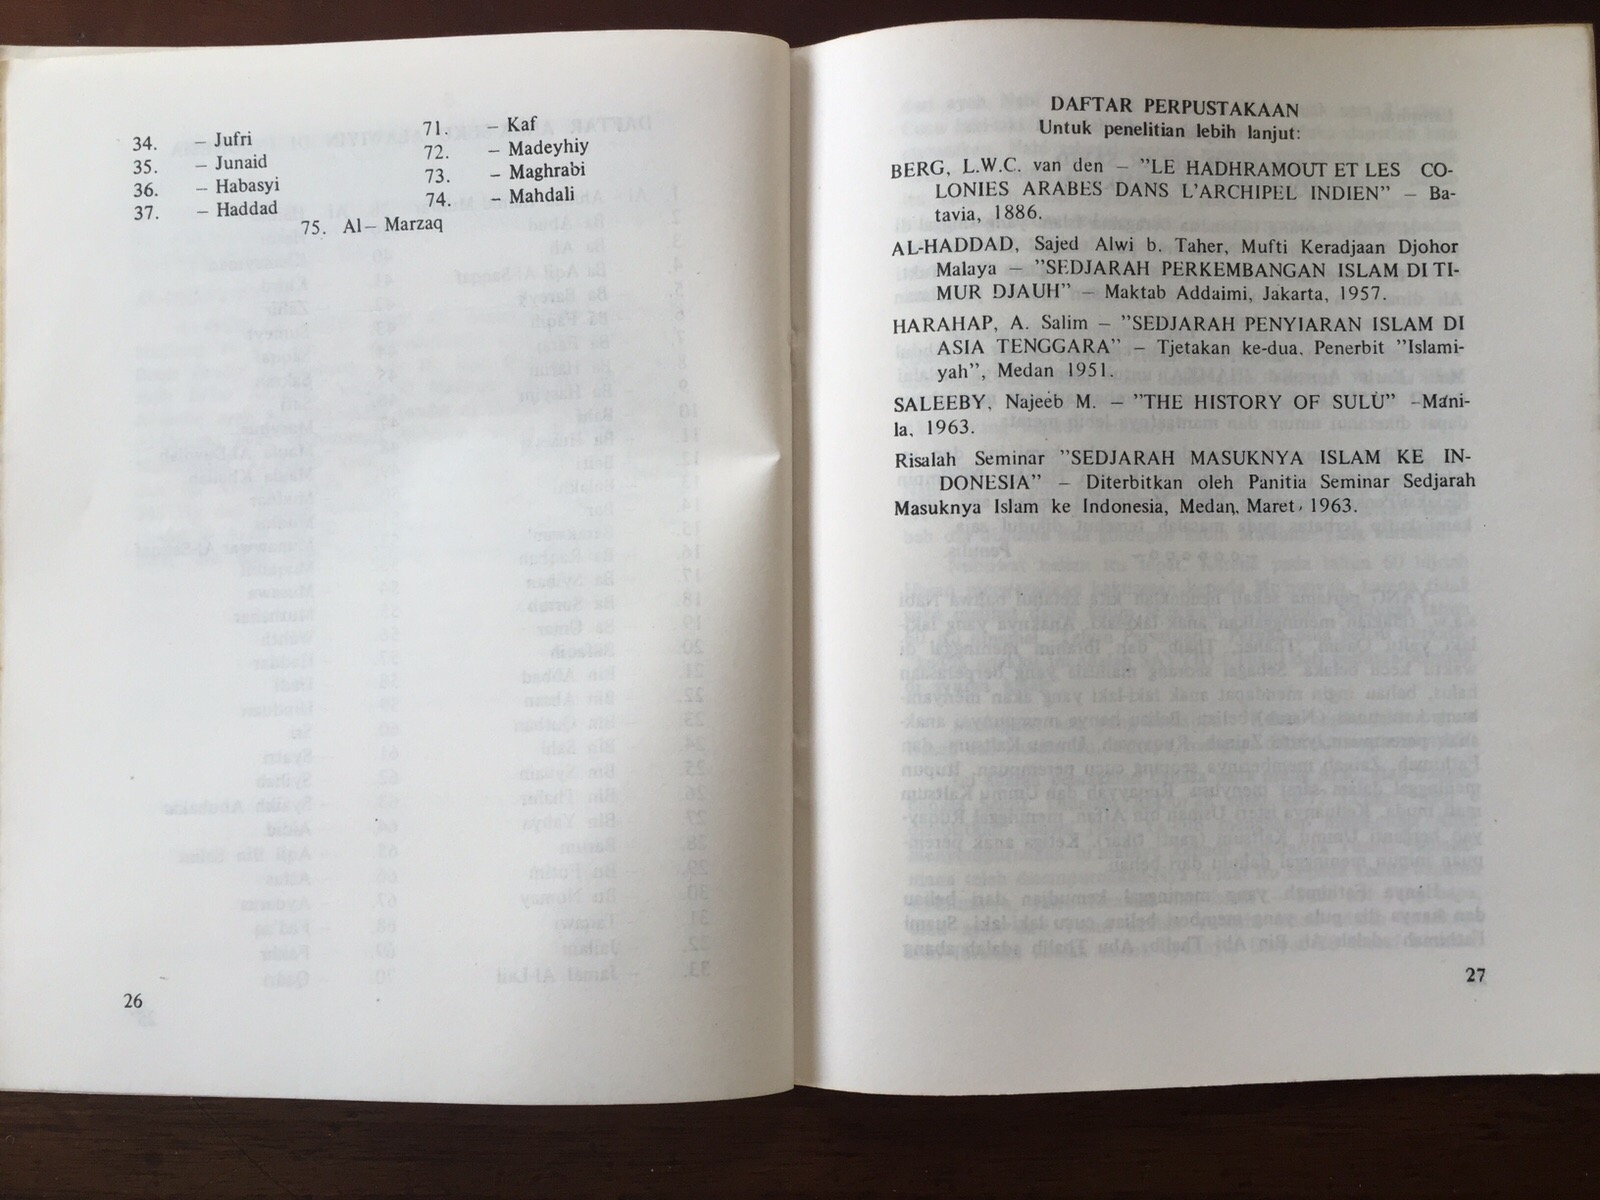 34. – Jufri
35. – Junaid
36. – Habasyi
37. – Haddad
71. – Kaf
72. – Madeyhiy
73. – Maghrabi
74. – Mahdali
75. Al– Marzaq
26
DAFTAR PERPUSTAKAAN
Untuk penelitian lebih lanjut:
BERG, L.W.C. van den – ”LE HADHRAMOUT ET LES CO-
LONIES ARABES DANS L’ARCHIPEL INDIEN” – Ba-
tavia, 1886.
AL-HADDAD, Sajed Alwi b. Taher, Mufti Keradjaan Djohor
Malaya – ”SEDJARAH PERKEMBANGAN ISLAM DI TI-
MUR DJAUH” – Maktab Addaimi, Jakarta, 1957.
HARAHAP, A. Salim – ”SEDJARAH PENYIARAN ISLAM DI
ASIA TENGGARA” – Tjetakan ke-dua. Penerbit ”Islami-
yah”, Medan 1951.
SALEEBY, Najeeb M. – ”THE HISTORY OF SULU” –Mani-
la, 1963.
Risalah Seminar ”SEDJARAH MASUKNYA ISLAM KE IN-
DONESIA” – Diterbitkan oleh Panitia Seminar Sedjarah
Masuknya Islam ke Indonesia, Medan, Maret, 1963.
27